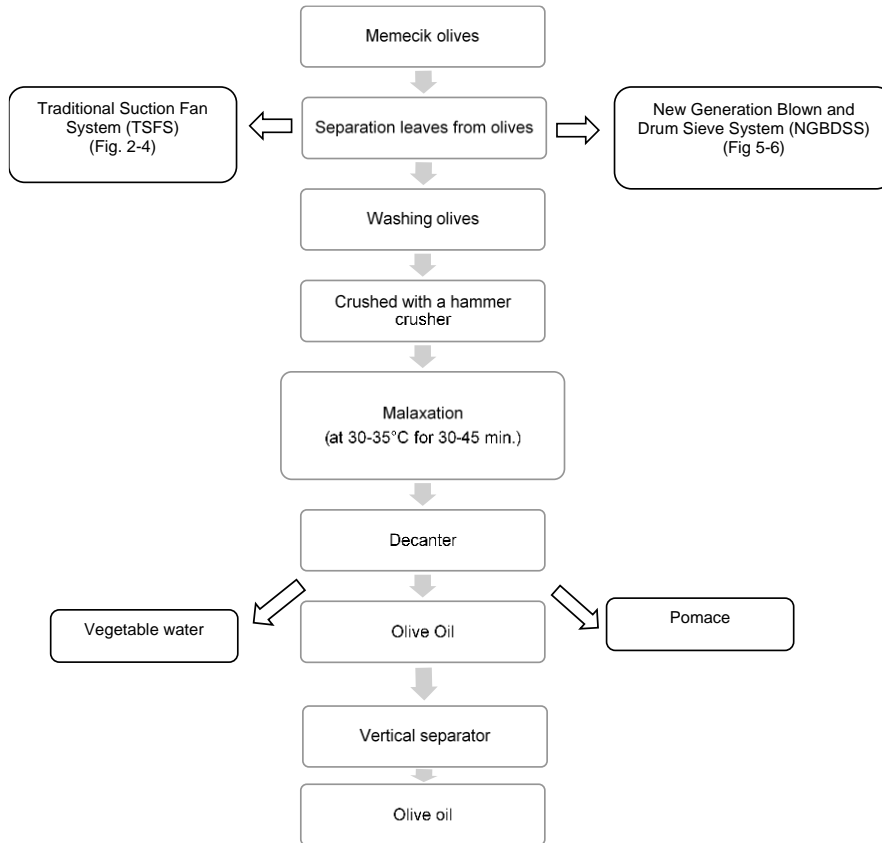 Memecik olives
Traditional Suction Fan
System (TSFS)
(Fig. 2-4)
Separation leaves from olives
New Generation Blown and
Drum Sieve System (NGBDSS)
(Fig 5-6)
Washing olives
Crushed with a hammer
crusher
Malaxation
(at 30-35°C for 30-45 min.)
Decanter
Vegetable water
Olive Oil
Pomace
Vertical separator
Olive oil